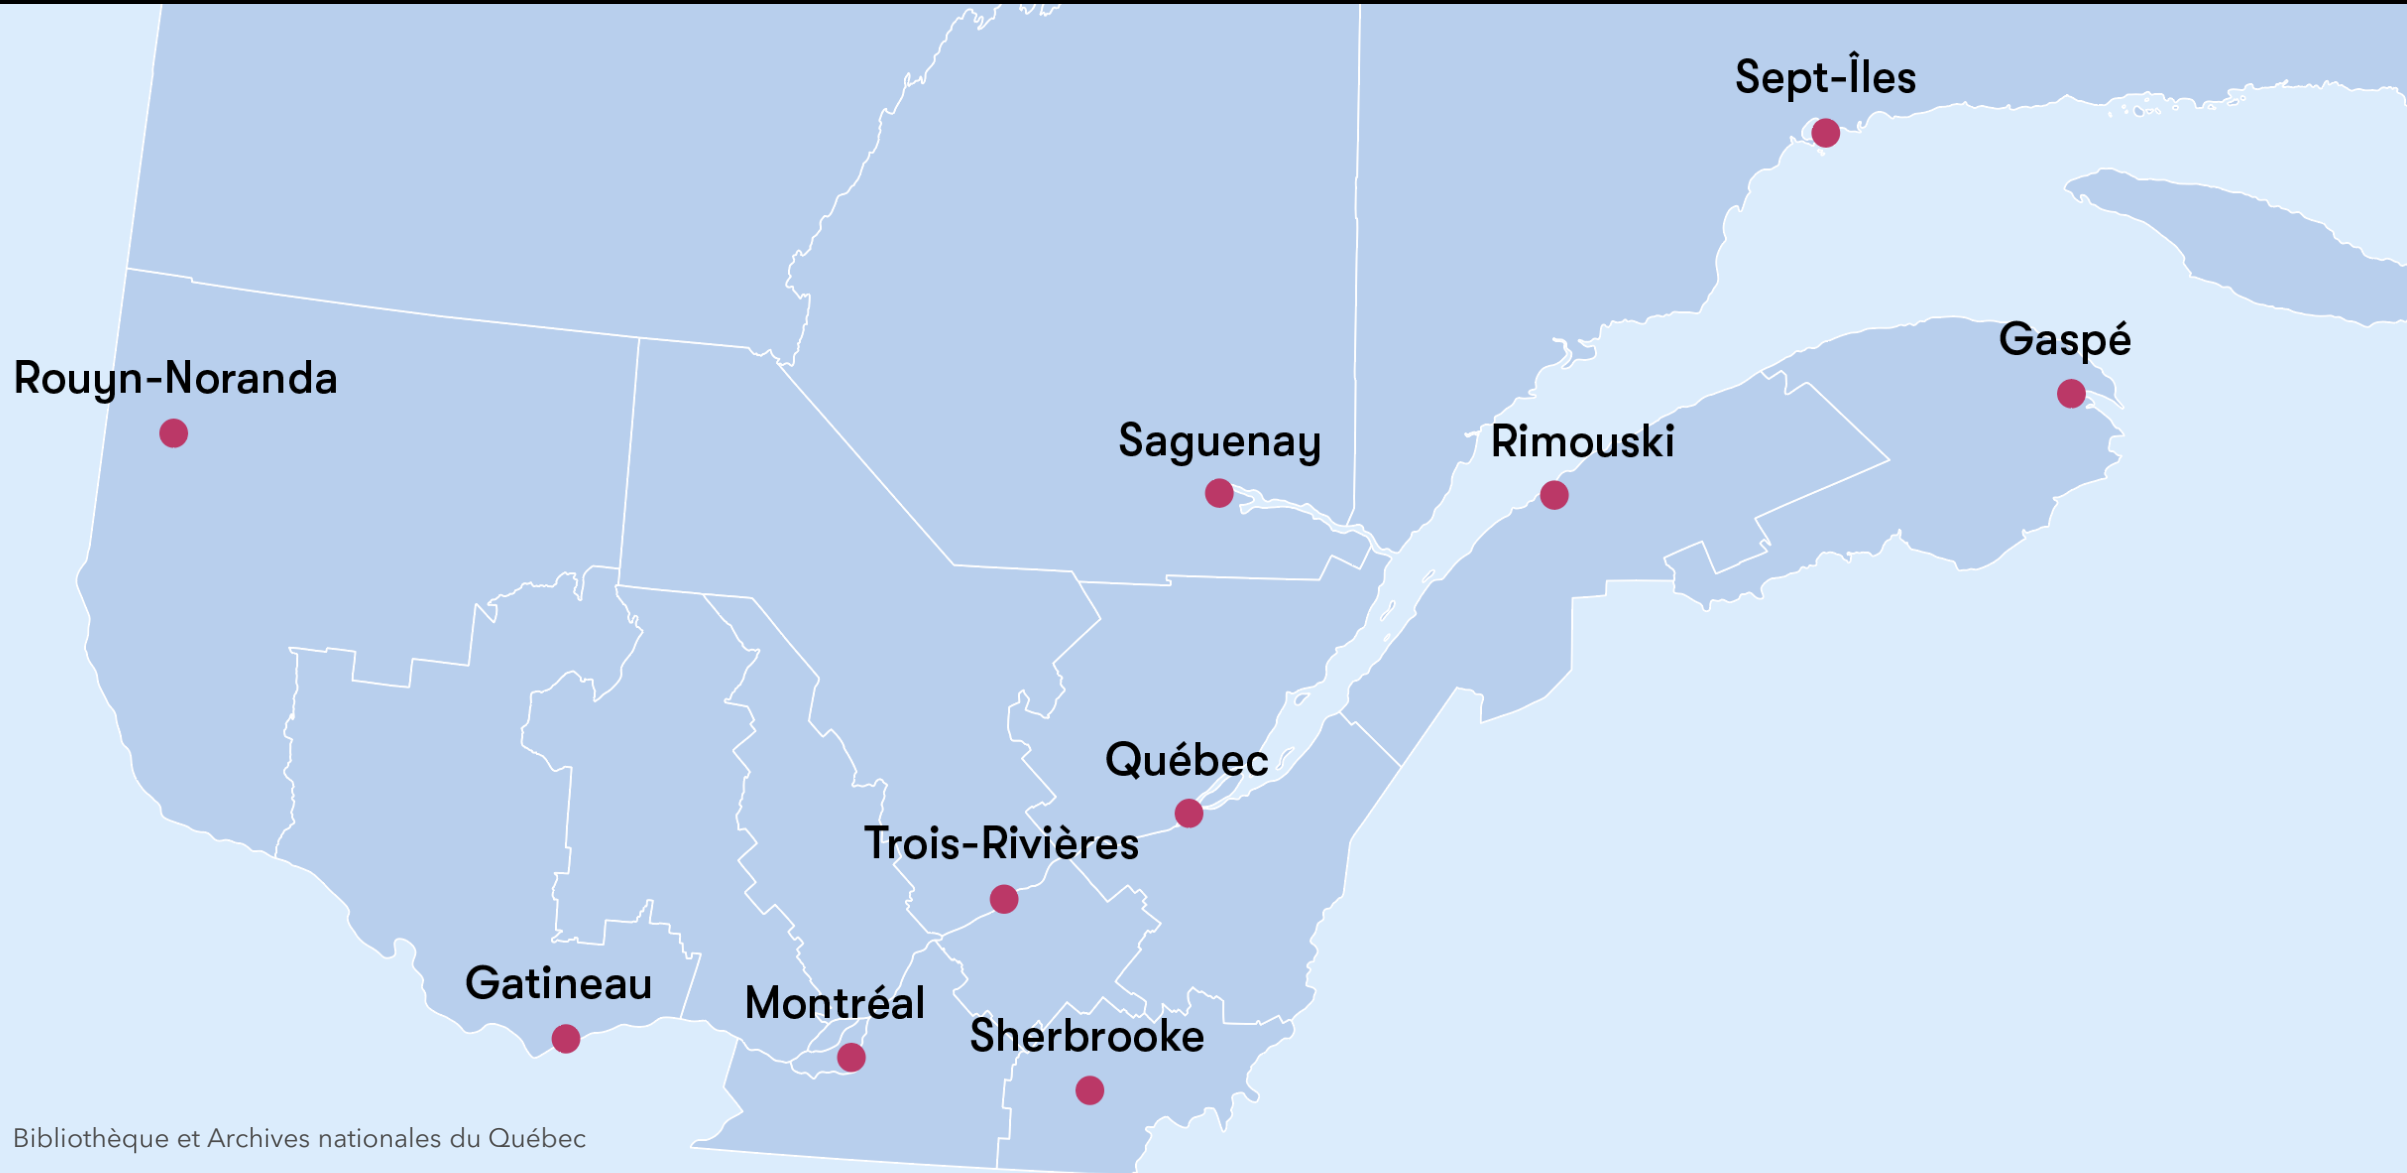 Sept-Îles
Gaspé
Rouyn-Noranda
Saguenay
Rimouski
Québec
Trois-Rivières
Gatineau
Montréal
Sherbrooke
Bibliothèque et Archives nationales du Québec